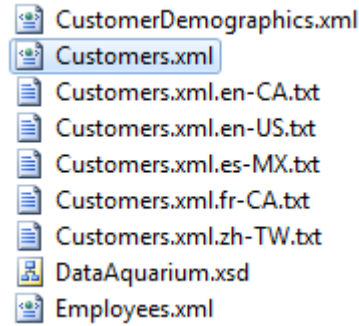 CustomerDemographics.xml
Customers.xml
Customers.xml.en-CA.txt
Customers.xml.en-US.txt
Customers.xml.es-MX.txt
Customers.xml.fr-CA.txt
Customers.xml.zh-TW.txt
DataAquarium.xsd
Employees.xml